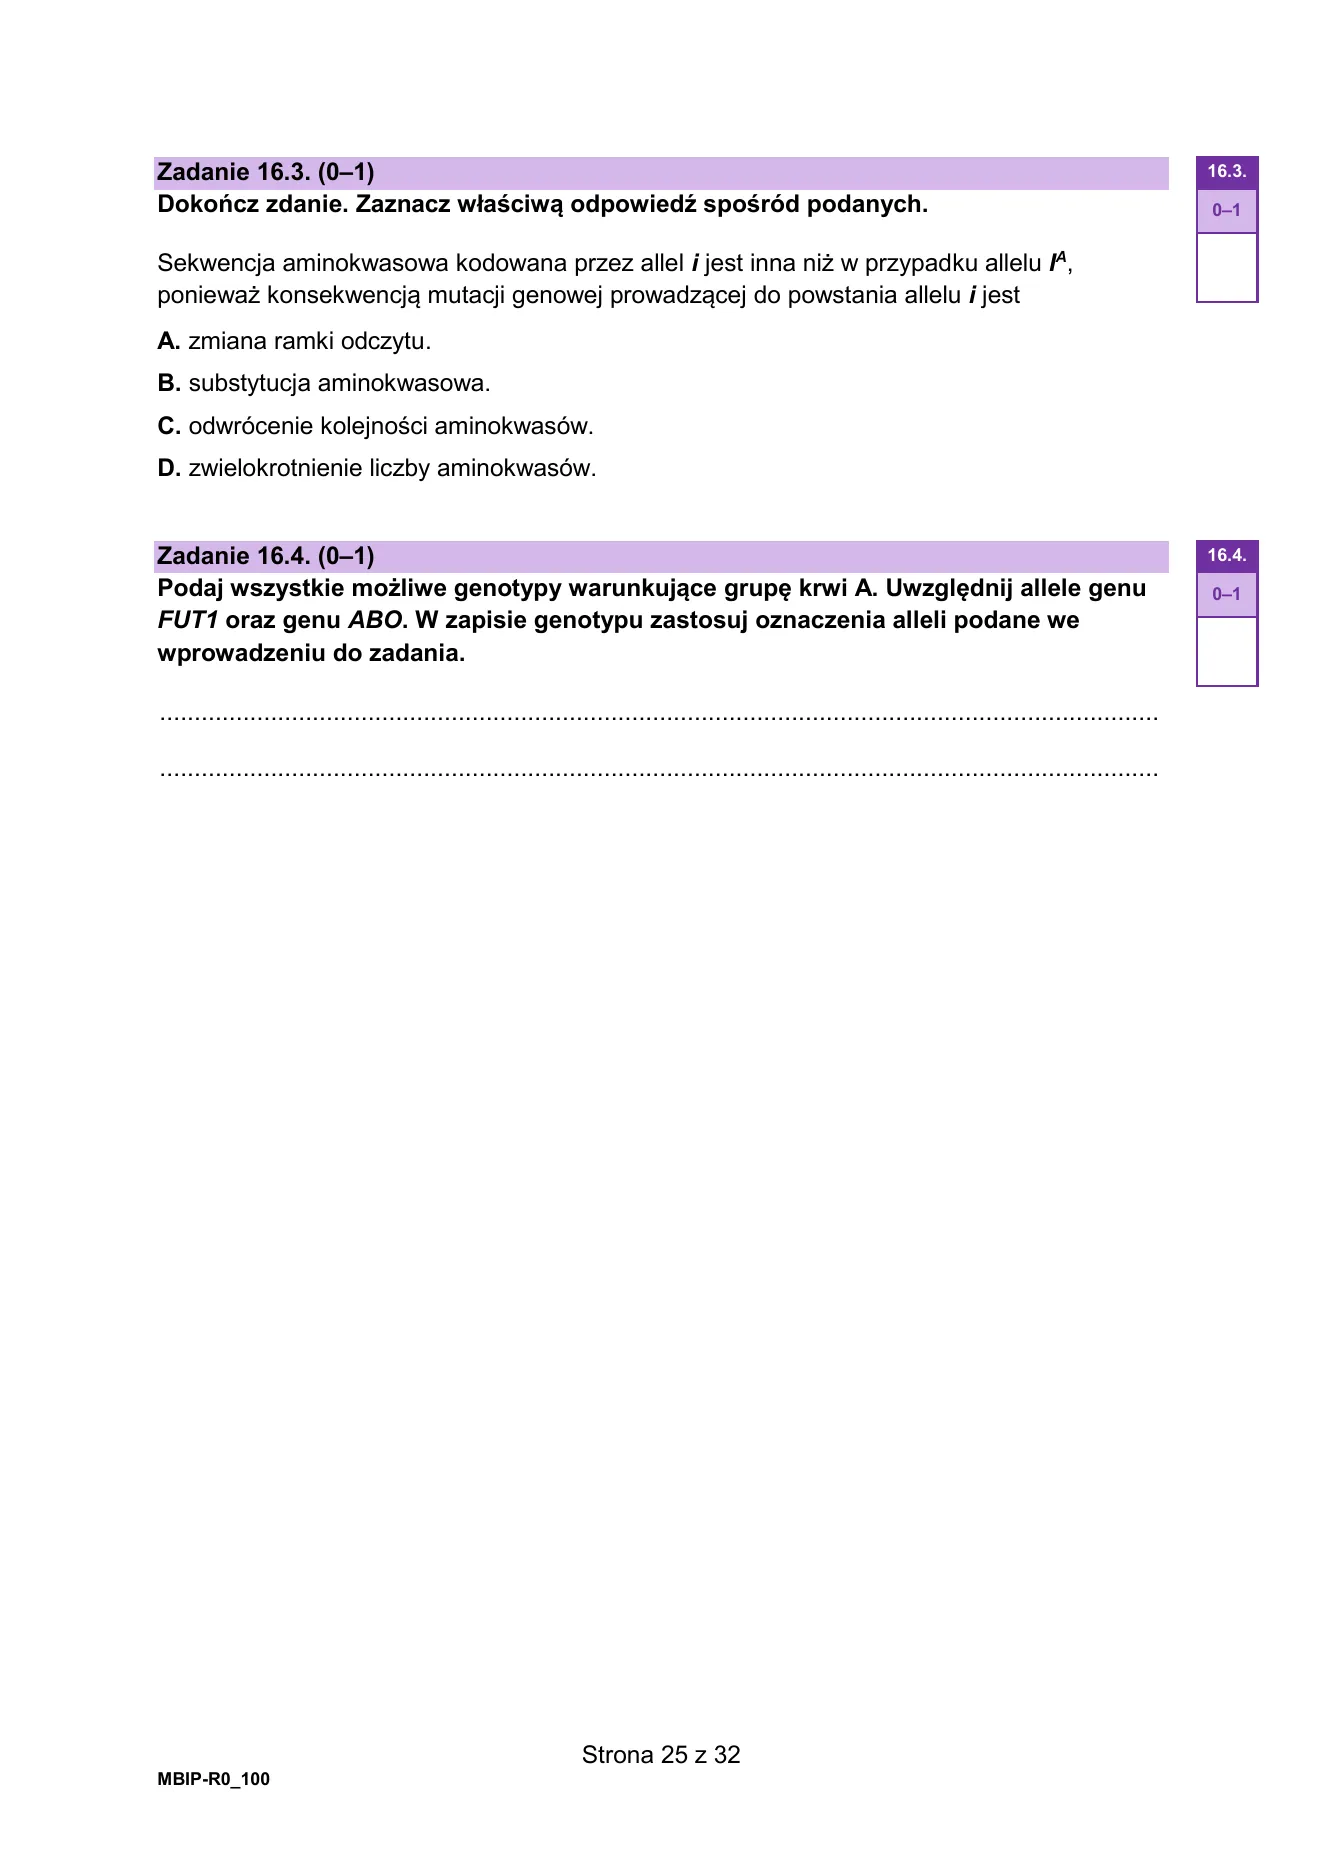 Zadanie 16.3. (0–1)
16.3.
Dokończ zdanie. Zaznacz właściwą odpowiedź spośród podanych.
0–1
Sekwencja aminokwasowa kodowana przez allel i jest inna niż w przypadku allelu Iᴬ,
ponieważ konsekwencją mutacji genowej prowadzącej do powstania allelu i jest
A. zmiana ramki odczytu.
B. substytucja aminokwasowa.
C. odwrócenie kolejności aminokwasów.
D. zwielokrotnienie liczby aminokwasów.
Zadanie 16.4. (0–1)
16.4.
Podaj wszystkie możliwe genotypy warunkujące grupę krwi A. Uwzględnij allele genu
0–1
FUT1 oraz genu ABO. W zapisie genotypu zastosuj oznaczenia alleli podane we
wprowadzeniu do zadania.
Strona 25 z 32
MBIP-R0_100